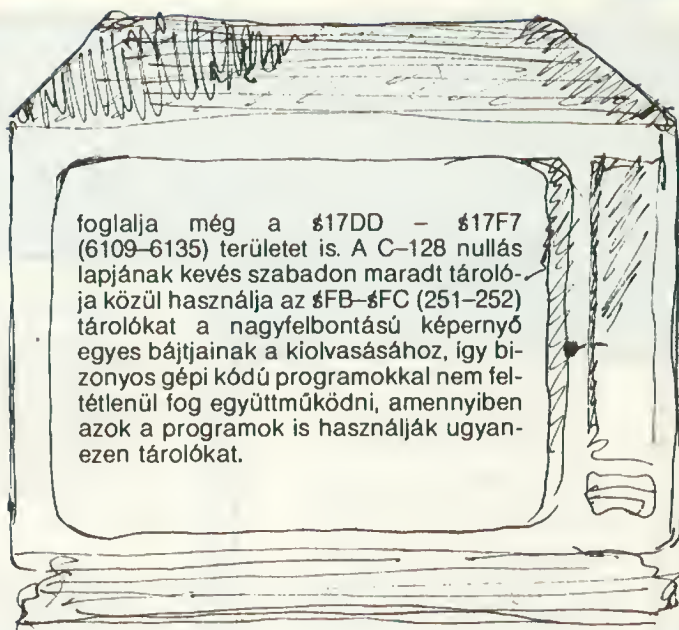 foglalja még a $17DD – $17F7
(6109–6135) területet is. A C–128 nullás
lapjának kevés szabadon maradt tároló-
ja közül használja az $FB–$FC (251–252)
tárolókat a nagyfelbontású képernyő
egyes bájtjainak a kiolvasásához, így bi-
zonyos gépi kódú programokkal nem fel-
tétlenül fog együttműködni, amennyiben
azok a programok is használják ugyan-
ezen tárolókat.